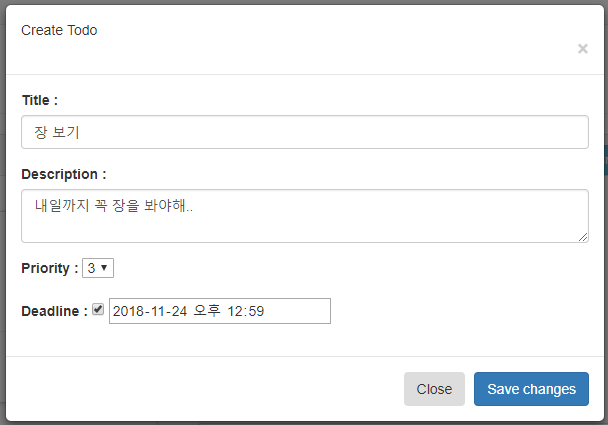 Create Todo
×
Title :
장 보기
Description :
내일까지 꼭 장을 봐야해..
Priority : 3
Deadline : 2018-11-24 오후 12:59
Close Save changes